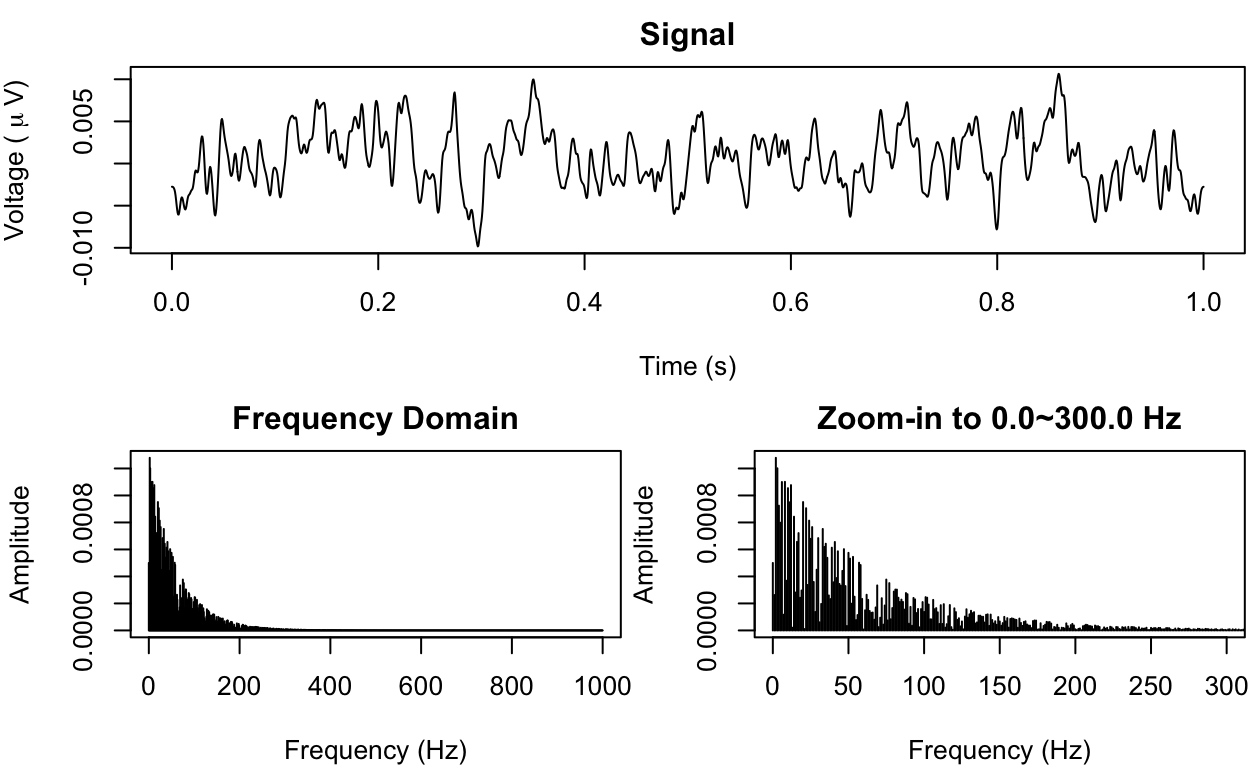 Signal
Voltage ( μ V)
0.005
-0.010
0.0 0.2 0.4 0.6 0.8 1.0
Time (s)
Frequency Domain
Amplitude
0.0008
0.0000
0 200 400 600 800 1000
Frequency (Hz)
Zoom-in to 0.0~300.0 Hz
Amplitude
0.0008
0.0000
0 50 100 150 200 250 300
Frequency (Hz)